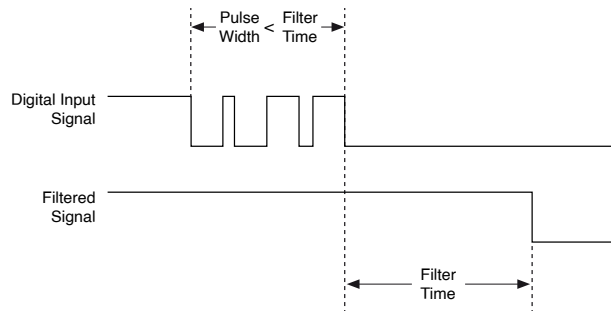 Pulse Width < Filter Time
Digital Input
Signal
Filtered
Signal
Filter
Time